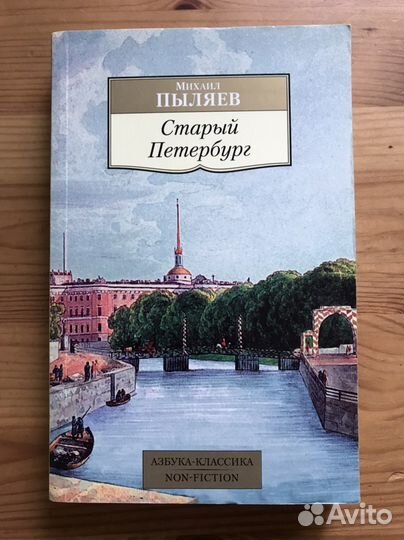 Михаил
ПЫЛЯЕВ
Старый
Петербург
АЗБУКА-КЛАССИКА
NON-FICTION
Avito